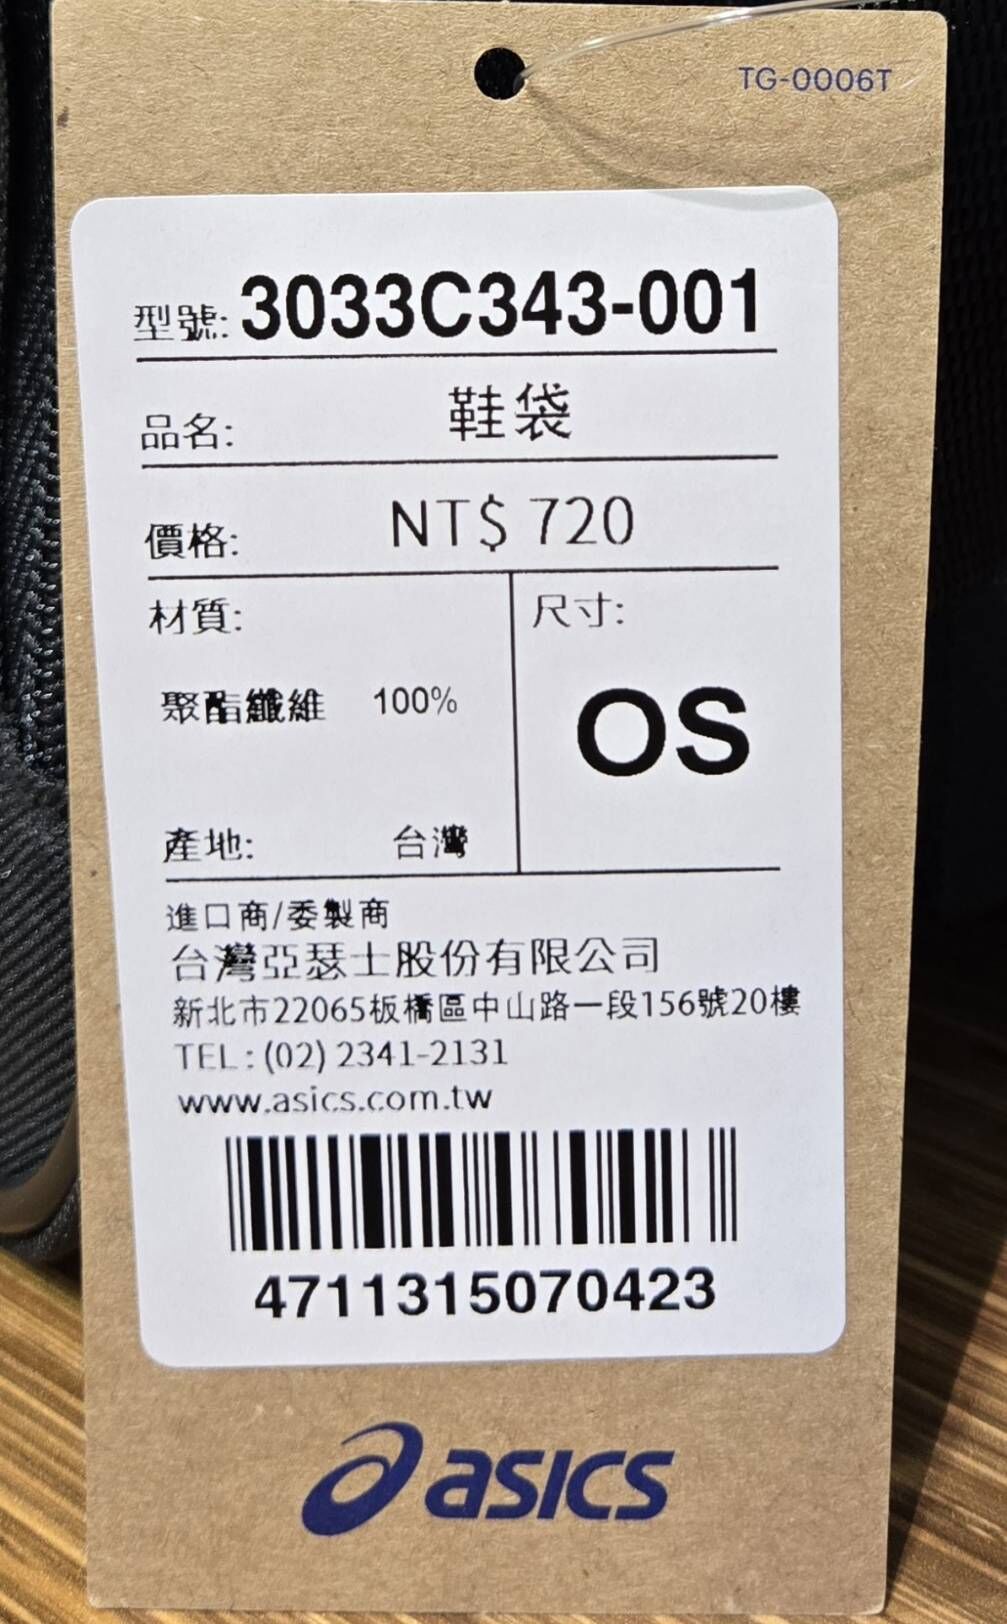 TG-0006T
型號: 3033C343-001
品名: 鞋袋
價格: NT$ 720
材質:
尺寸:
聚酯纖維 100%
OS
產地: 台灣
進口商/委製商
台灣亞瑟士股份有限公司
新北市22065板橋區中山路一段156號20樓
TEL : (02) 2341-2131
www.asics.com.tw
4711315070423
asics